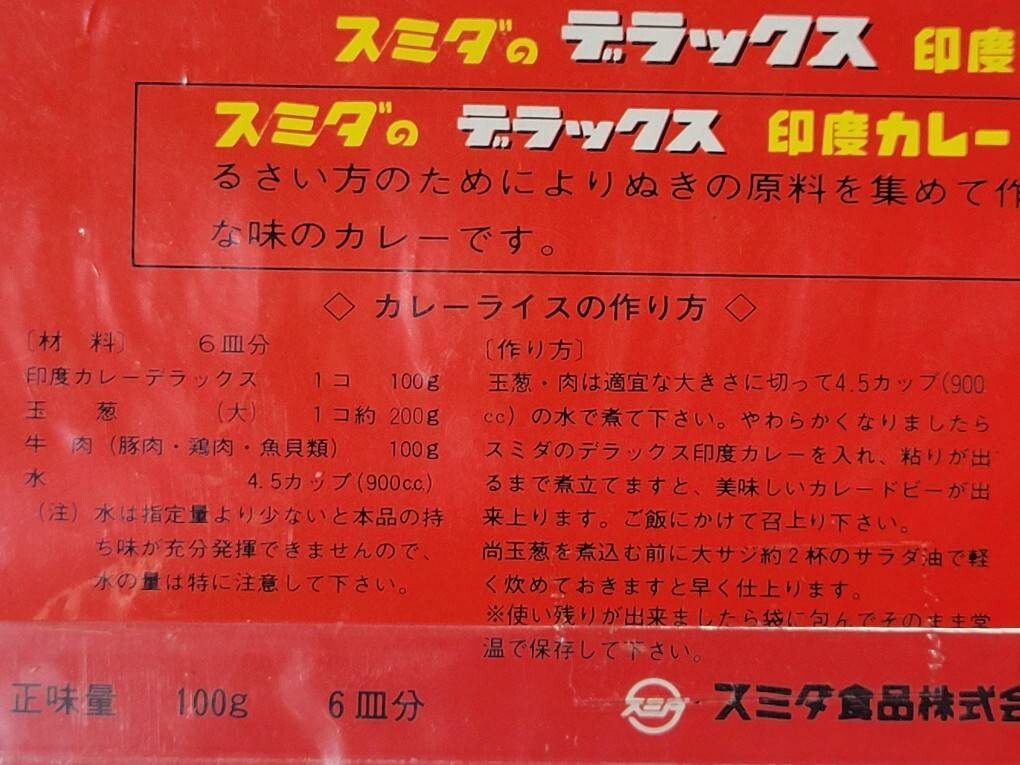 スミダの デラックス 印度
スミダの デラックス 印度カレー
るさい方のためによりぬきの原料を集めて作
な味のカレーです。
◇ カレーライスの作り方 ◇
〔材 料〕 6皿分
印度カレーデラックス 1コ 100g
玉 葱 (大) 1コ約 200g
牛 肉 (豚肉・鶏肉・魚貝類) 100g
水 4.5カップ(900cc.)
(注) 水は指定量より少ないと本品の持
ち味が充分発揮できませんので、
水の量は特に注意して下さい。
〔作り方〕
玉葱・肉は適宜な大きさに切って4.5カップ(900
cc) の水で煮て下さい。やわらかくなりましたら
スミダのデラックス印度カレーを入れ、粘りが出
るまで煮立てますと、美味しいカレードビーが出
来上ります。ご飯にかけて召上り下さい。
尚玉葱を煮込む前に大サジ約2杯のサラダ油で軽
く炊めておきますと早く仕上ります。
※使い残りが出来ましたら袋に包んでそのまま常
温で保存して下さい。
正味量 100g 6皿分
スミダ スミダ食品株式会